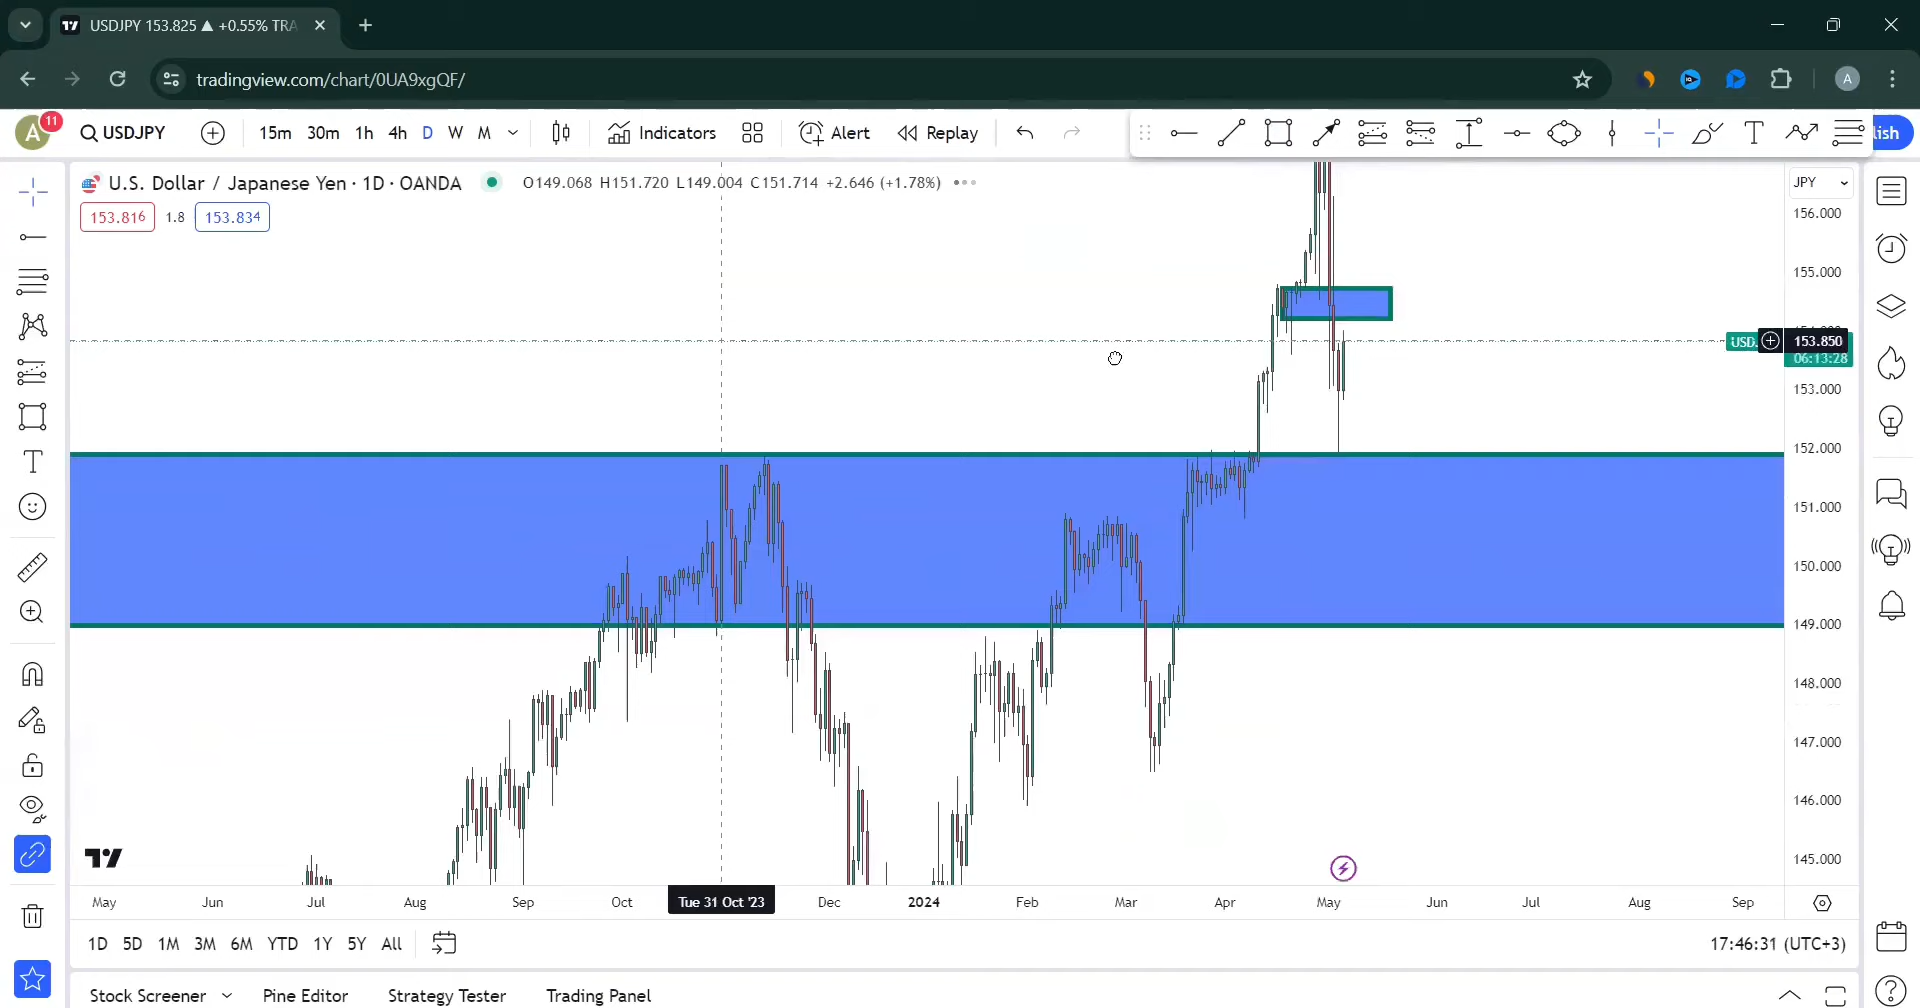 USDJPY 153.825 ▲ +0.55% TRA
tradingview.com/chart/0UA9xgQF/
A
A
11
USDJPY
15m 30m 1h 4h D W M
Indicators
Alert
Replay
lish
U.S. Dollar / Japanese Yen · 1D · OANDA
O149.068 H151.720 L149.004 C151.714 +2.646 (+1.78%)
JPY
153.816 1.8 153.834
156.000
155.000
USD.
153.850
06:13:28
153.000
152.000
151.000
150.000
149.000
148.000
147.000
146.000
145.000
May Jun Jul Aug Sep Oct Tue 31 Oct '23 Dec 2024 Feb Mar Apr May Jun Jul Aug Sep
1D 5D 1M 3M 6M YTD 1Y 5Y All
17:46:31 (UTC+3)
Stock Screener Pine Editor Strategy Tester Trading Panel